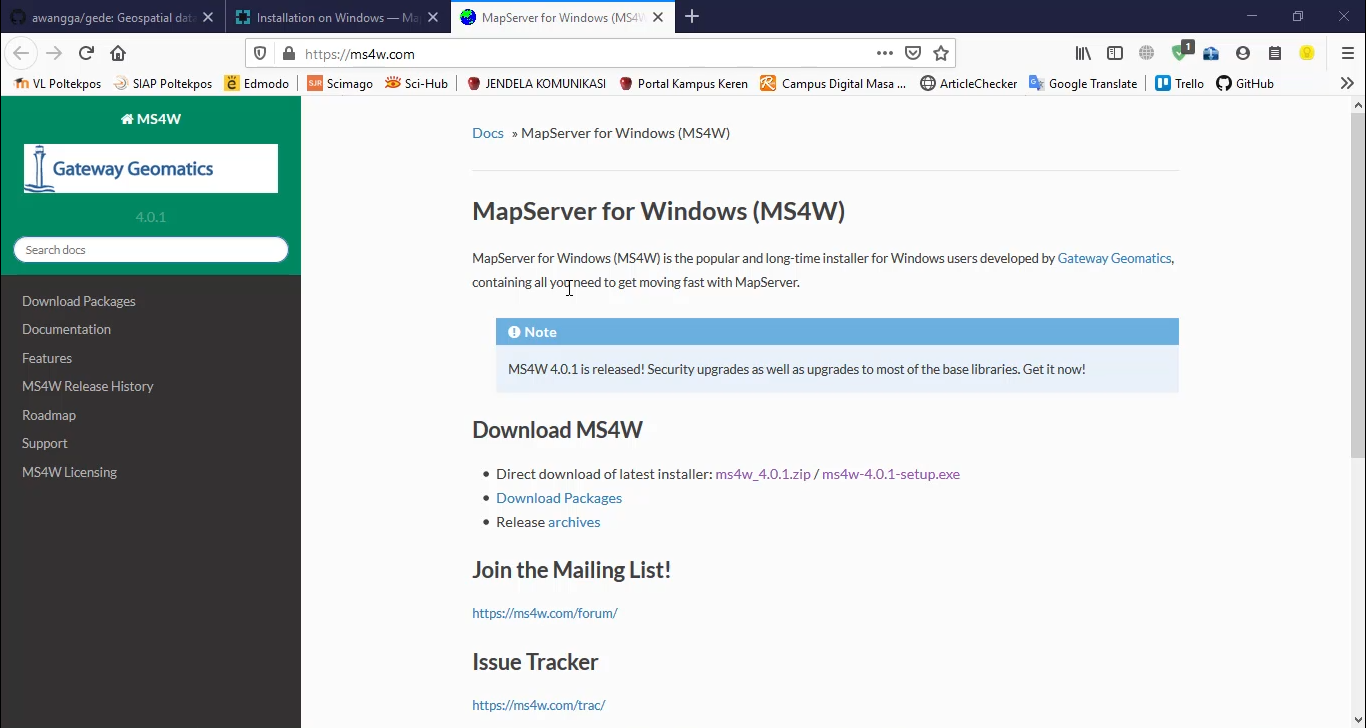 awangga/gede: Geospatial data
Installation on Windows — Ma
MapServer for Windows (MS4W
https://ms4w.com
1
VL Poltekpos
SIAP Poltekpos
Edmodo
SJR Scimago
Sci-Hub
JENDELA KOMUNIKASI
Portal Kampus Keren
Campus Digital Masa ...
ArticleChecker
Google Translate
Trello
GitHub
MS4W
Gateway Geomatics
4.0.1
Search docs
Download Packages
Documentation
Features
MS4W Release History
Roadmap
Support
MS4W Licensing
Docs » MapServer for Windows (MS4W)
MapServer for Windows (MS4W)
MapServer for Windows (MS4W) is the popular and long-time installer for Windows users developed by Gateway Geomatics,
containing all you need to get moving fast with MapServer.
Note
MS4W 4.0.1 is released! Security upgrades as well as upgrades to most of the base libraries. Get it now!
Download MS4W
• Direct download of latest installer: ms4w_4.0.1.zip / ms4w-4.0.1-setup.exe
• Download Packages
• Release archives
Join the Mailing List!
https://ms4w.com/forum/
Issue Tracker
https://ms4w.com/trac/